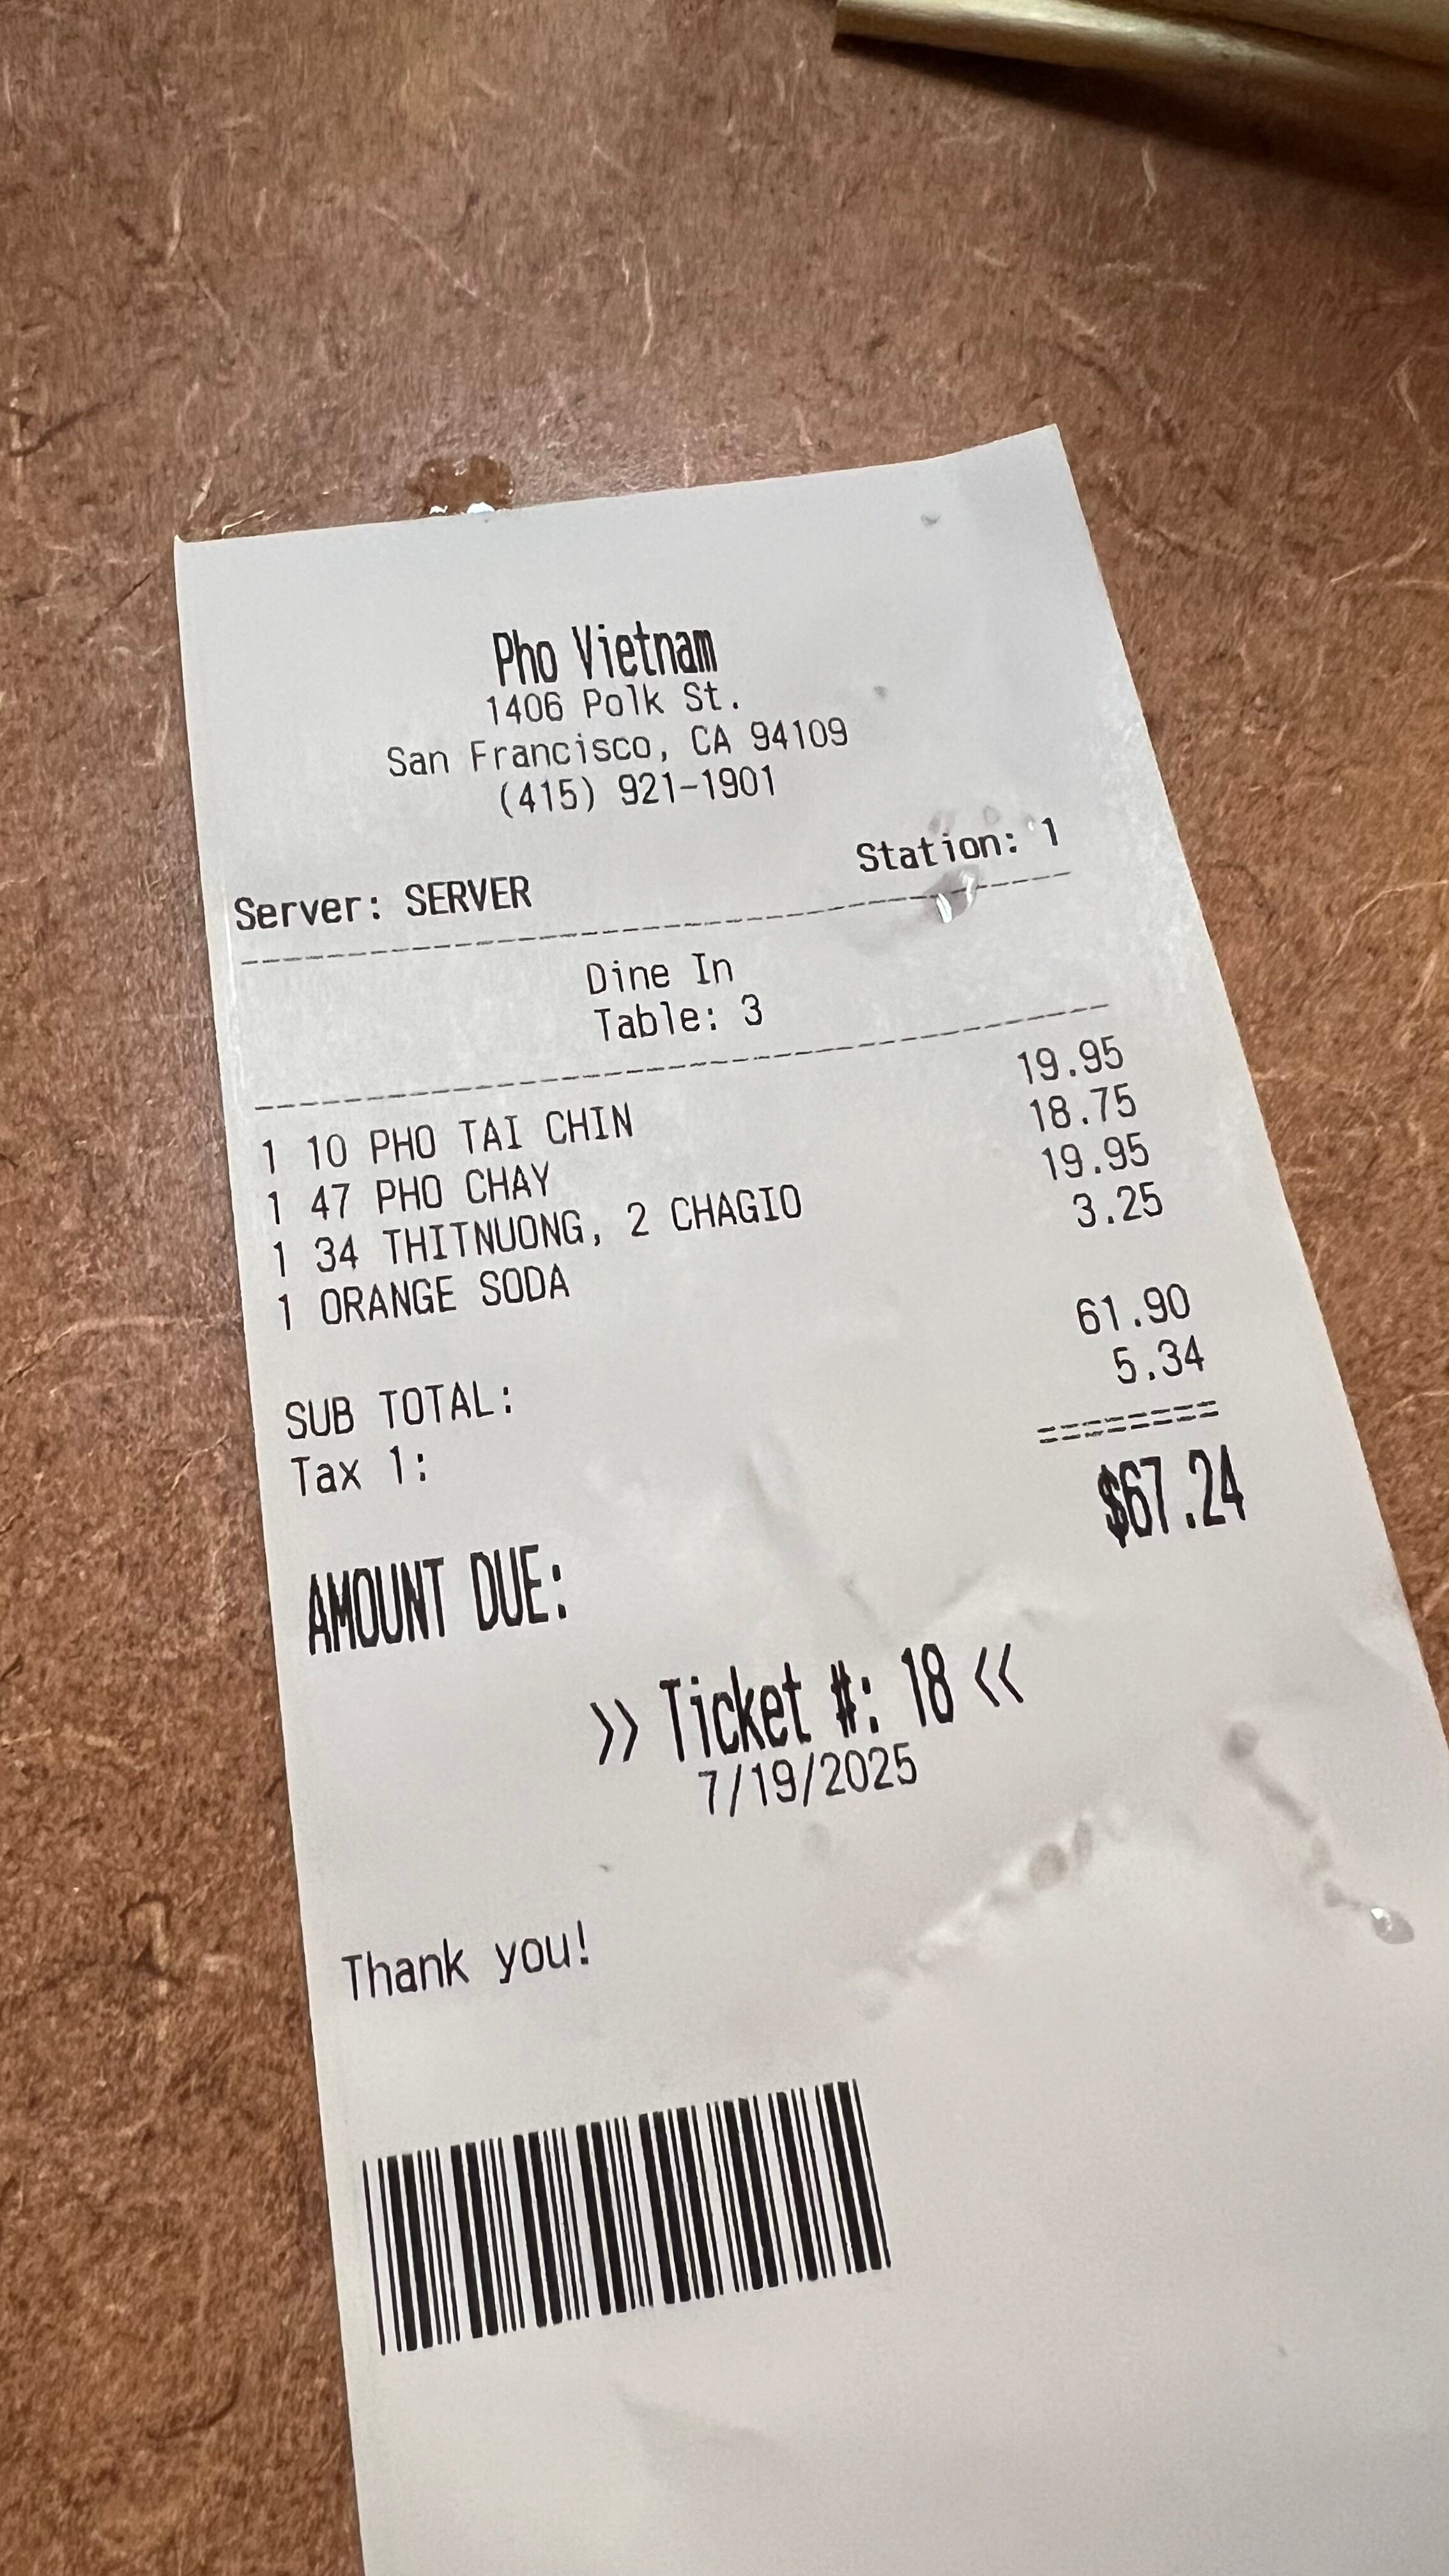 Pho Vietnam
1406 Polk St.
San Francisco, CA 94109
(415) 921-1901
Server: SERVER Station: 1
Dine In
Table: 3
1 10 PHO TAI CHIN 19.95
1 47 PHO CHAY 18.75
1 34 THITNUONG, 2 CHAGIO 19.95
1 ORANGE SODA 3.25
SUB TOTAL: 61.90
Tax 1: 5.34
========
AMOUNT DUE: $67.24
>> Ticket #: 18 <<
7/19/2025
Thank you!